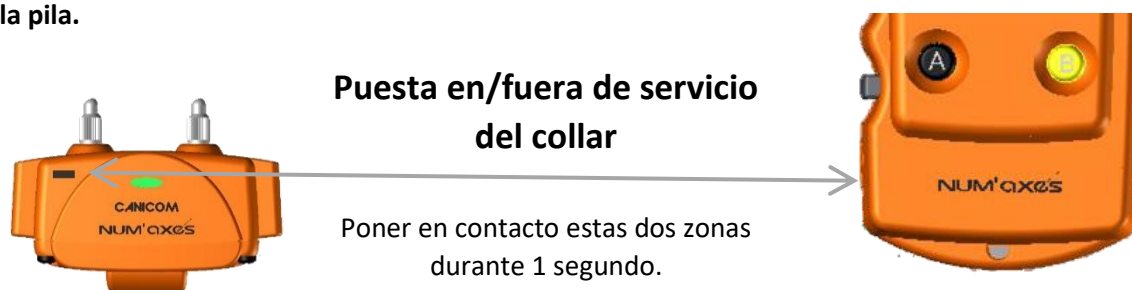 la pila.
Puesta en/fuera de servicio
del collar
Poner en contacto estas dos zonas
durante 1 segundo.
CANICOM
NUM'axes
A
B
NUM'axes